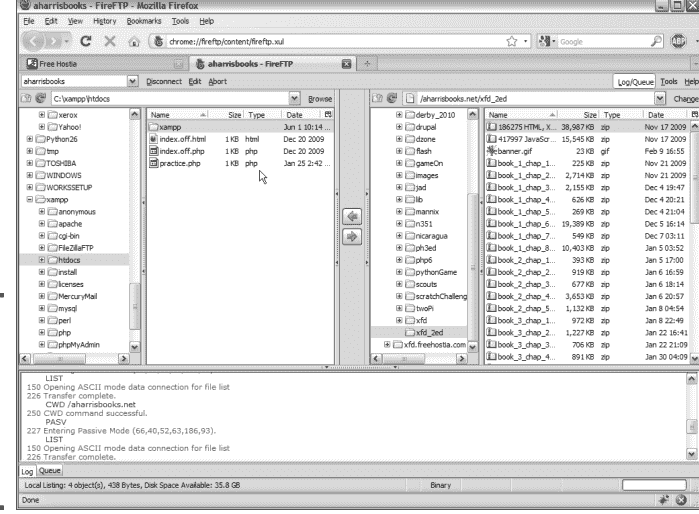 aharrisbooks - FireFTP - Mozilla Firefox
File Edit View History Bookmarks Tools Help
chrome://fireftp/content/fireftp.xul
Google
ABP
Free Hostia
aharrisbooks - FireFTP
aharrisbooks
Disconnect Edit Abort
Log/Queue Tools Help
C:\xampp\htdocs
Browse
/aharrisbooks.net/xfd_2ed
Change
xerox
Yahoo!
Python26
tmp
TOSHIBA
WINDOWS
WORKSSETUP
xampp
anonymous
apache
cgi-bin
FileZillaFTP
htdocs
install
licenses
MercuryMail
mysql
perl
php
phpMyAdmin
Name Size Type Date
xampp Jun 1 10:14 ...
index.off.html 1 KB html Dec 20 2009
index.off.php 1 KB php Dec 20 2009
practice.php 1 KB php Jan 25 2:42 ...
derby_2010
drupal
dzone
flash
gameOn
images
jad
lib
mannix
n351
nicaragua
ph3ed
php6
pythonGame
scouts
scratchChalleng
twoPi
xfd
xfd_2ed
xfd.freehostia.com
Name Size Type Date
186275 HTML, X... 38,987 KB zip Nov 17 2009
417997 JavaScr... 15,545 KB zip Nov 17 2009
banner.gif 23 KB gif Feb 9 16:55
book_1_chap_1... 225 KB zip Nov 21 2009
book_1_chap_2... 2,714 KB zip Nov 21 2009
book_1_chap_3... 2,155 KB zip Dec 4 19:47
book_1_chap_4... 626 KB zip Dec 4 20:21
book_1_chap_5... 269 KB zip Dec 4 21:04
book_1_chap_6... 19,389 KB zip Dec 5 16:14
book_1_chap_7... 549 KB zip Dec 7 03:11
book_1_chap_8... 10,403 KB zip Jan 5 03:52
book_2_chap_1... 393 KB zip Jan 5 17:00
book_2_chap_2... 919 KB zip Jan 6 16:59
book_2_chap_3... 677 KB zip Jan 6 18:14
book_2_chap_4... 3,653 KB zip Jan 6 20:57
book_2_chap_5... 1,132 KB zip Jan 8 04:54
book_3_chap_1... 972 KB zip Jan 8 22:49
book_3_chap_2... 1,227 KB zip Jan 22 16:41
book_3_chap_3... 706 KB zip Jan 22 21:09
book_3_chap_4... 891 KB zip Jan 30 04:09
LIST
150 Opening ASCII mode data connection for file list
226 Transfer complete.
CWD /aharrisbooks.net
250 CWD command successful.
PASV
227 Entering Passive Mode (66,40,52,63,186,93).
LIST
150 Opening ASCII mode data connection for file list
226 Transfer complete.
Log Queue
Local Listing: 4 object(s), 438 Bytes, Disk Space Available: 35.8 GB
Binary
Done